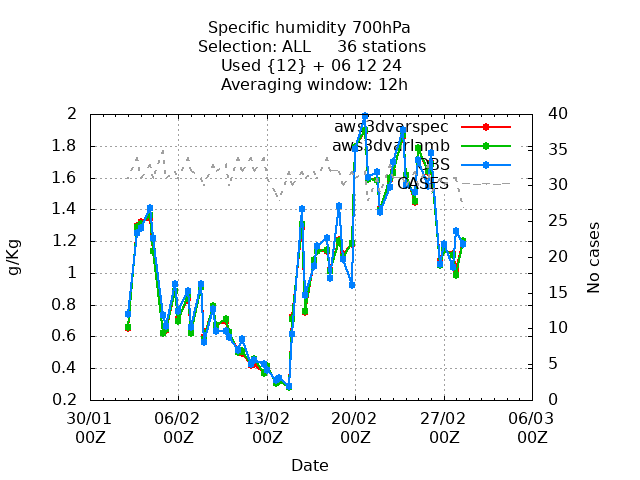 Specific humidity 700hPa
Selection: ALL 36 stations
Used {12} + 06 12 24
Averaging window: 12h
aws3dvarspec
aws3dvarlamb
CASES
g/Kg
No cases
2
1.8
1.6
1.4
1.2
1
0.8
0.6
0.4
0.2
40
35
30
25
20
15
10
5
0
30/01 06/02 13/02 20/02 27/02 06/03
00Z 00Z 00Z 00Z 00Z 00Z
Date